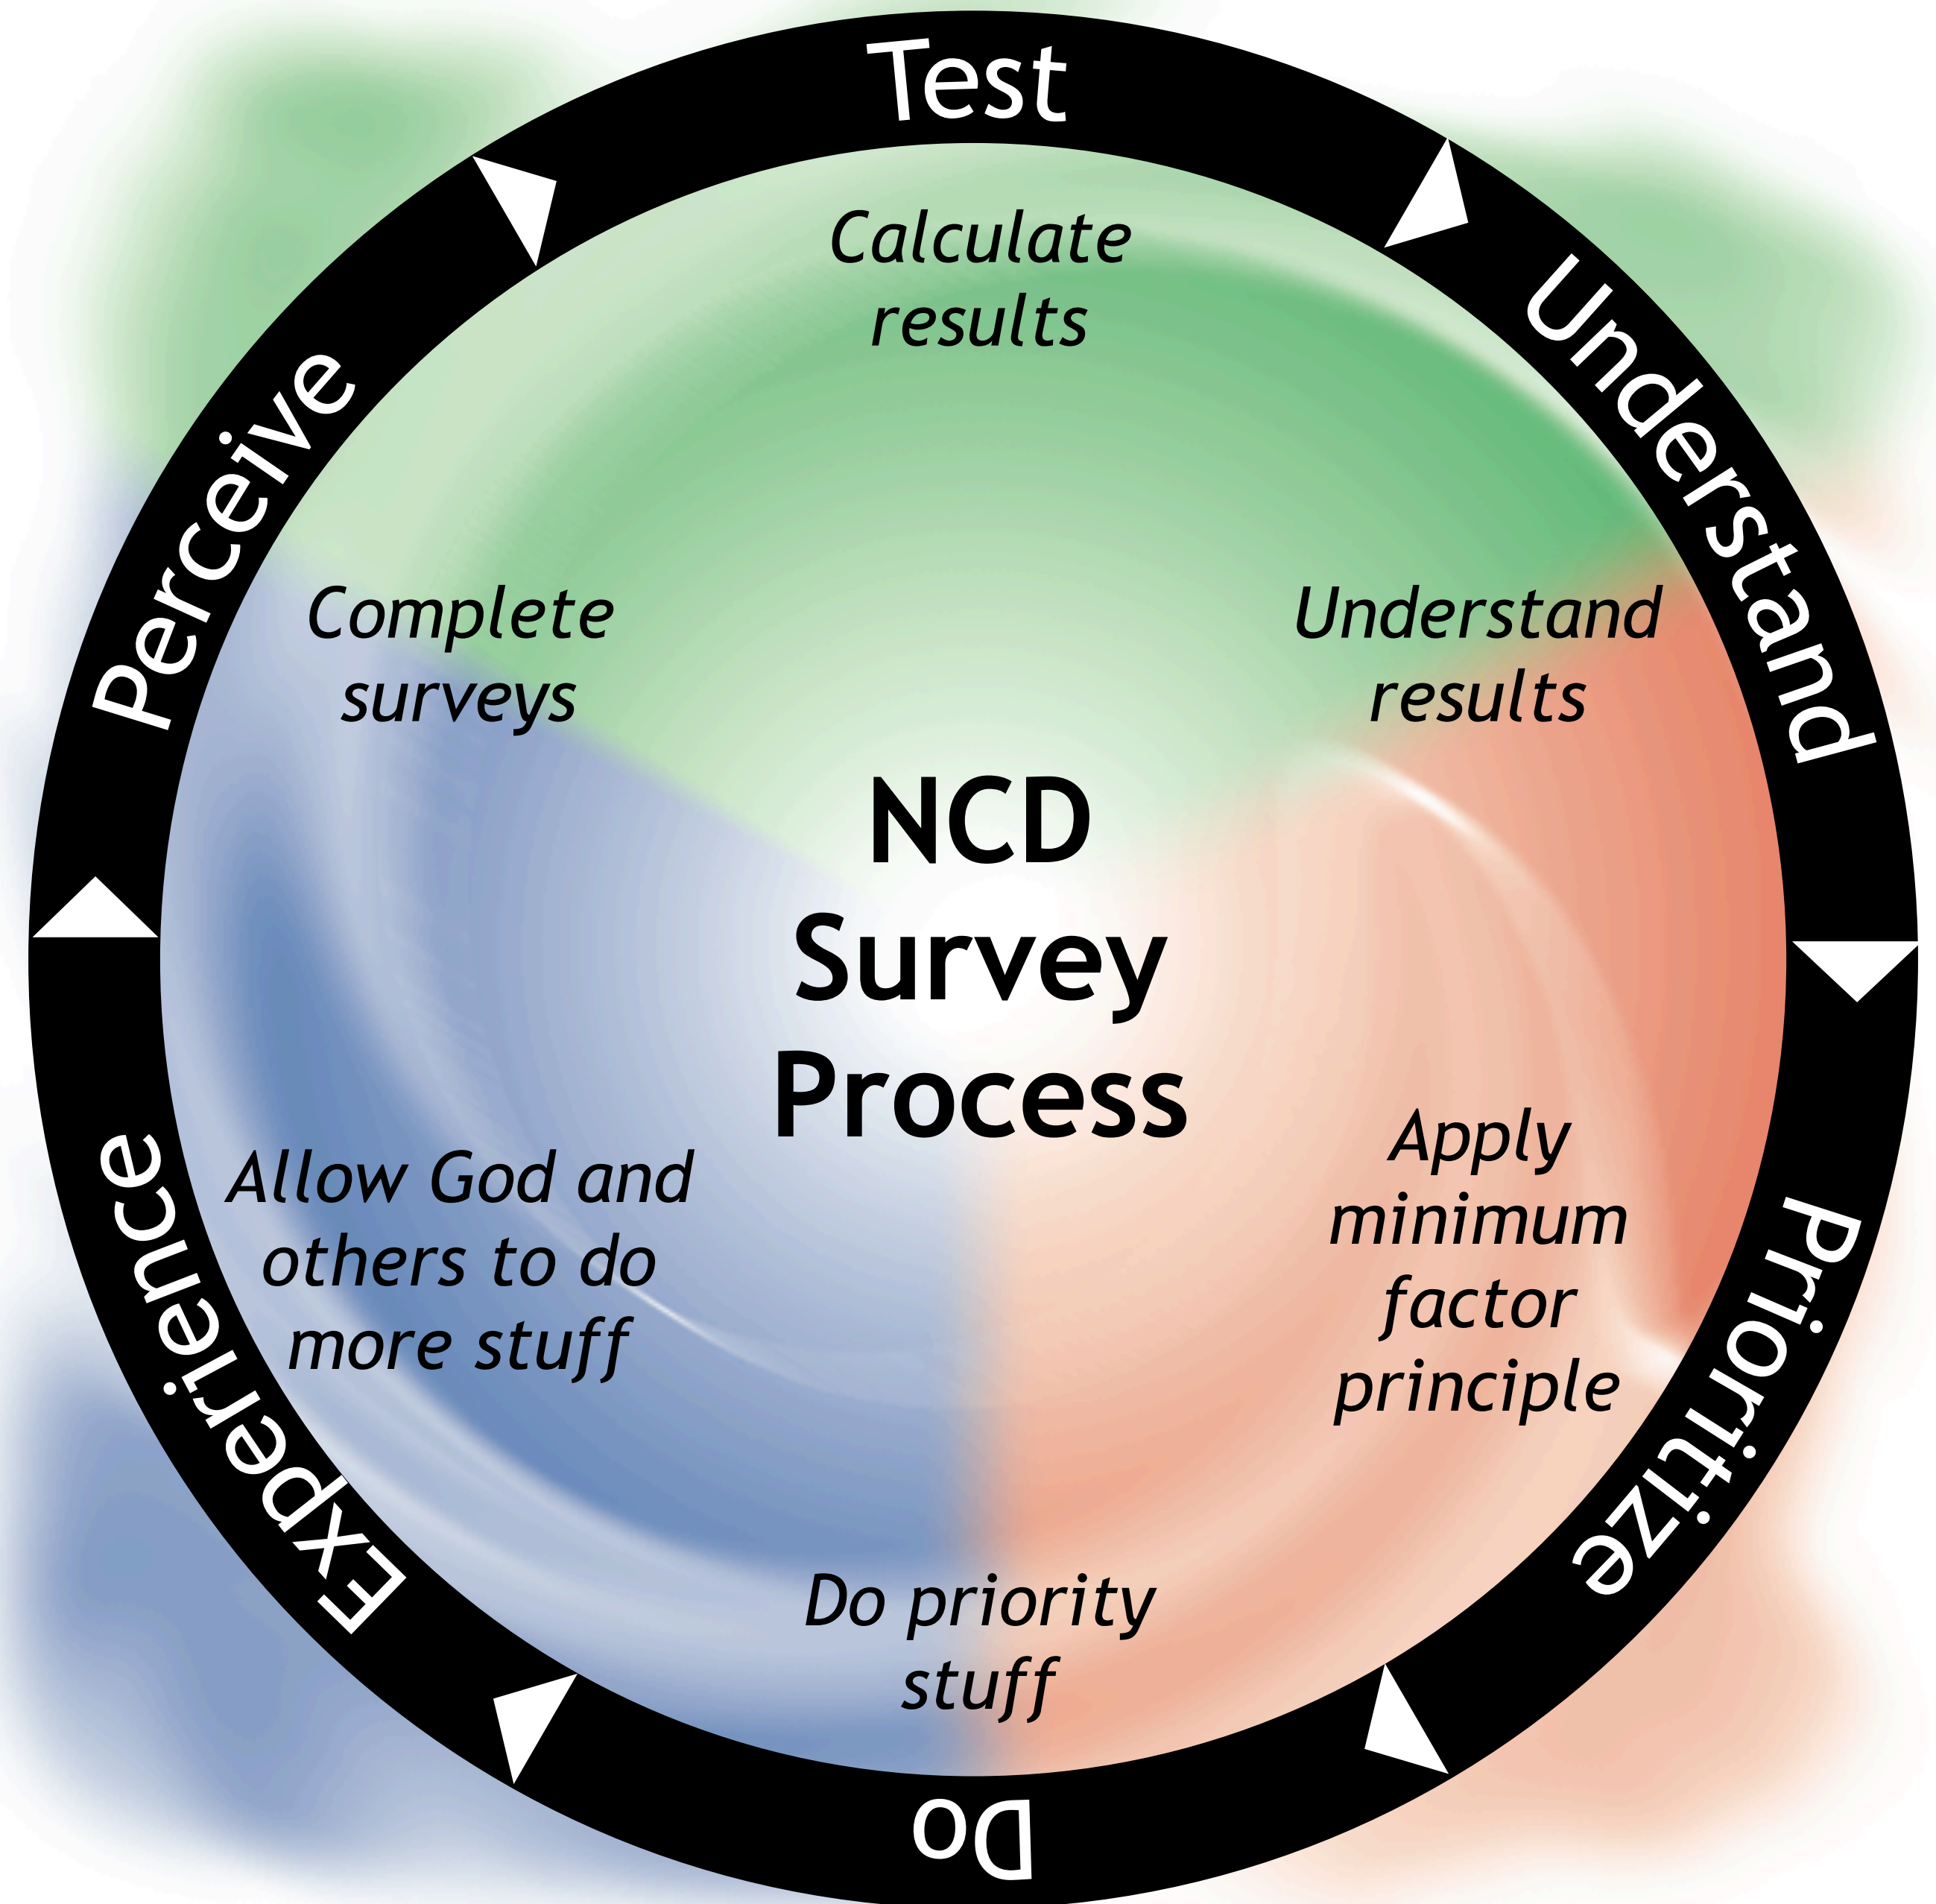 Test
Understand
Prioritize
Do
Experience
Perceive
Calculate
results
Understand
results
Apply
minimum
factor
principle
Do priority
stuff
Allow God and
others to do
more stuff
Complete
surveys
NCD
Survey
Process